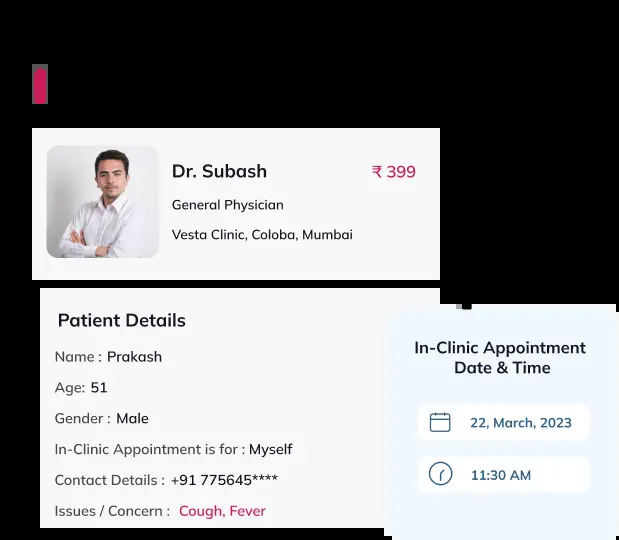 Dr. Subash
₹ 399
General Physician
Vesta Clinic, Coloba, Mumbai
Patient Details
Name : Prakash
Age: 51
Gender : Male
In-Clinic Appointment is for : Myself
Contact Details : +91 775645****
Issues / Concern : Cough, Fever
In-Clinic Appointment
Date & Time
22, March, 2023
11:30 AM